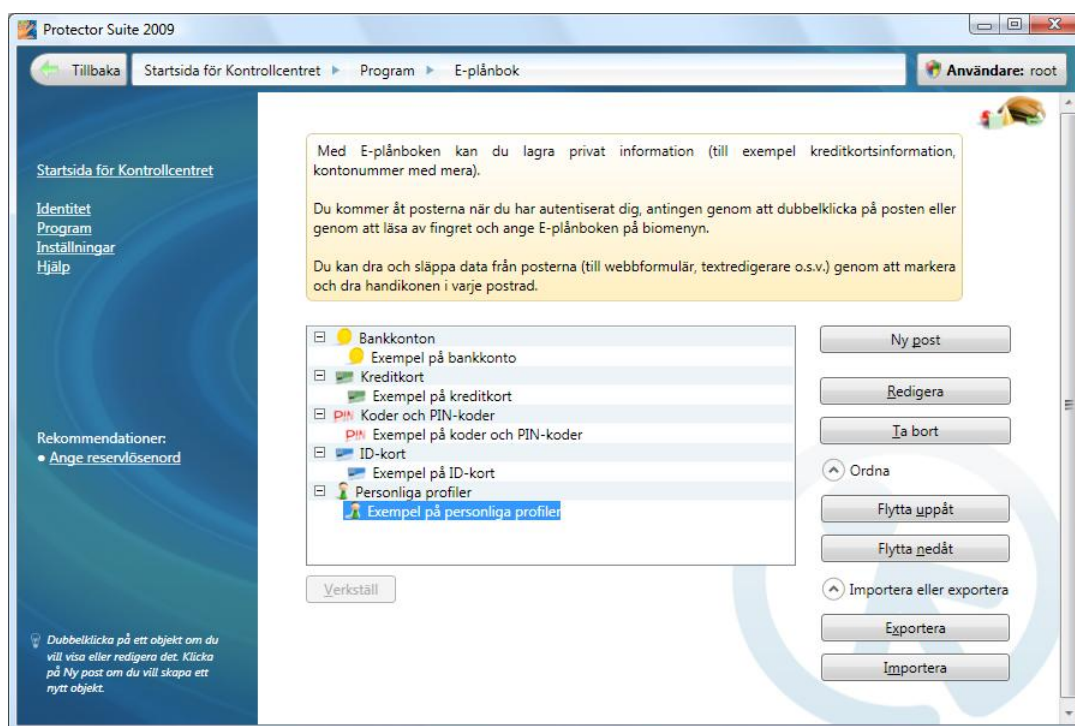 Protector Suite 2009
Tillbaka
Startsida för Kontrollcentret
Program
E-plånbok
Användare: root
Med E-plånboken kan du lagra privat information (till exempel kreditkortsinformation,
kontonummer med mera).
Du kommer åt posterna när du har autentiserat dig, antingen genom att dubbelklicka på posten eller
genom att läsa av fingret och ange E-plånboken på biomenyn.
Du kan dra och släppa data från posterna (till webbformulär, textredigerare o.s.v.) genom att markera
och dra handikonen i varje postrad.
Startsida för Kontrollcentret
Identitet
Program
Inställningar
Hjälp
Rekommendationer:
• Ange reservlösenord
Dubbelklicka på ett objekt om du
vill visa eller redigera det. Klicka
på Ny post om du vill skapa ett
nytt objekt.
Bankkonton
Exempel på bankkonto
Kreditkort
Exempel på kreditkort
PIN Koder och PIN-koder
PIN Exempel på koder och PIN-koder
ID-kort
Exempel på ID-kort
Personliga profiler
Exempel på personliga profiler
Verkställ
Ny post
Redigera
Ta bort
Ordna
Flytta uppåt
Flytta nedåt
Importera eller exportera
Exportera
Importera